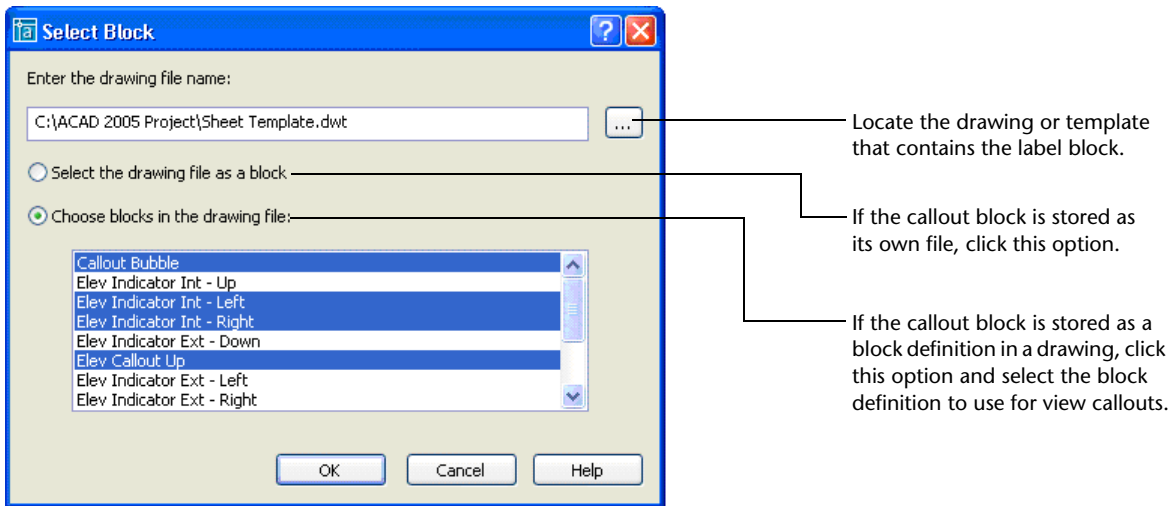 Select Block
Enter the drawing file name:
C:\ACAD 2005 Project\Sheet Template.dwt
...
Select the drawing file as a block
Choose blocks in the drawing file:
Callout Bubble
Elev Indicator Int - Up
Elev Indicator Int - Left
Elev Indicator Int - Right
Elev Indicator Ext - Down
Elev Callout Up
Elev Indicator Ext - Left
Elev Indicator Ext - Right
OK
Cancel
Help
Locate the drawing or template
that contains the label block.
If the callout block is stored as
its own file, click this option.
If the callout block is stored as a
block definition in a drawing, click
this option and select the block
definition to use for view callouts.